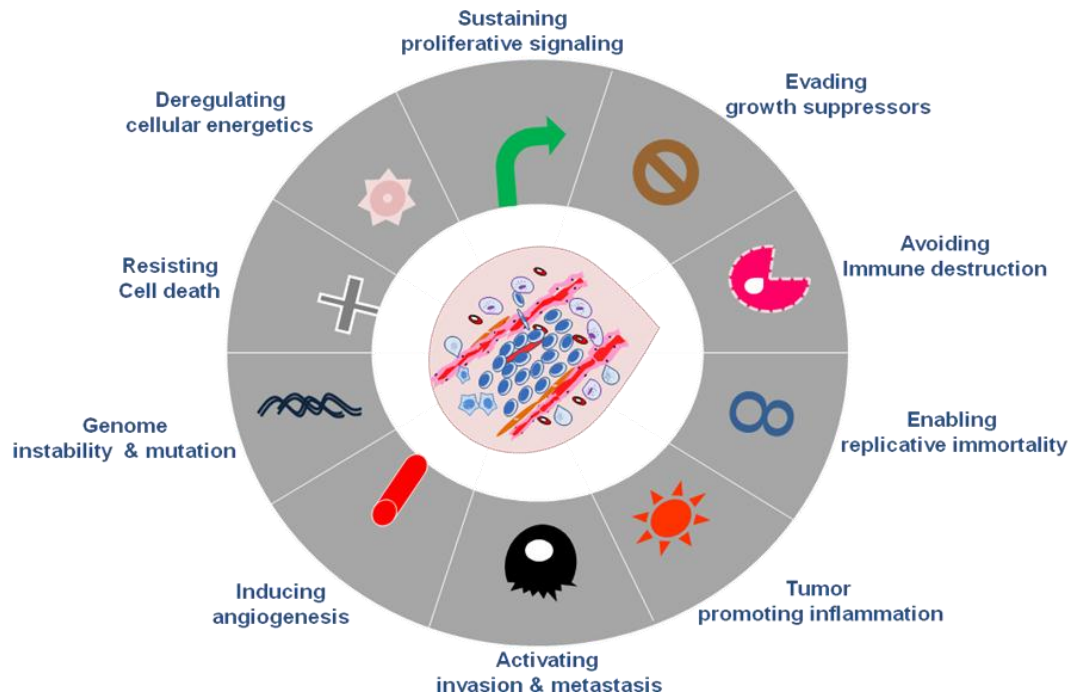 Sustaining
proliferative signaling
Evading
growth suppressors
Avoiding
Immune destruction
Enabling
replicative immortality
Tumor
promoting inflammation
Activating
invasion & metastasis
Inducing
angiogenesis
Genome
instability & mutation
Resisting
Cell death
Deregulating
cellular energetics